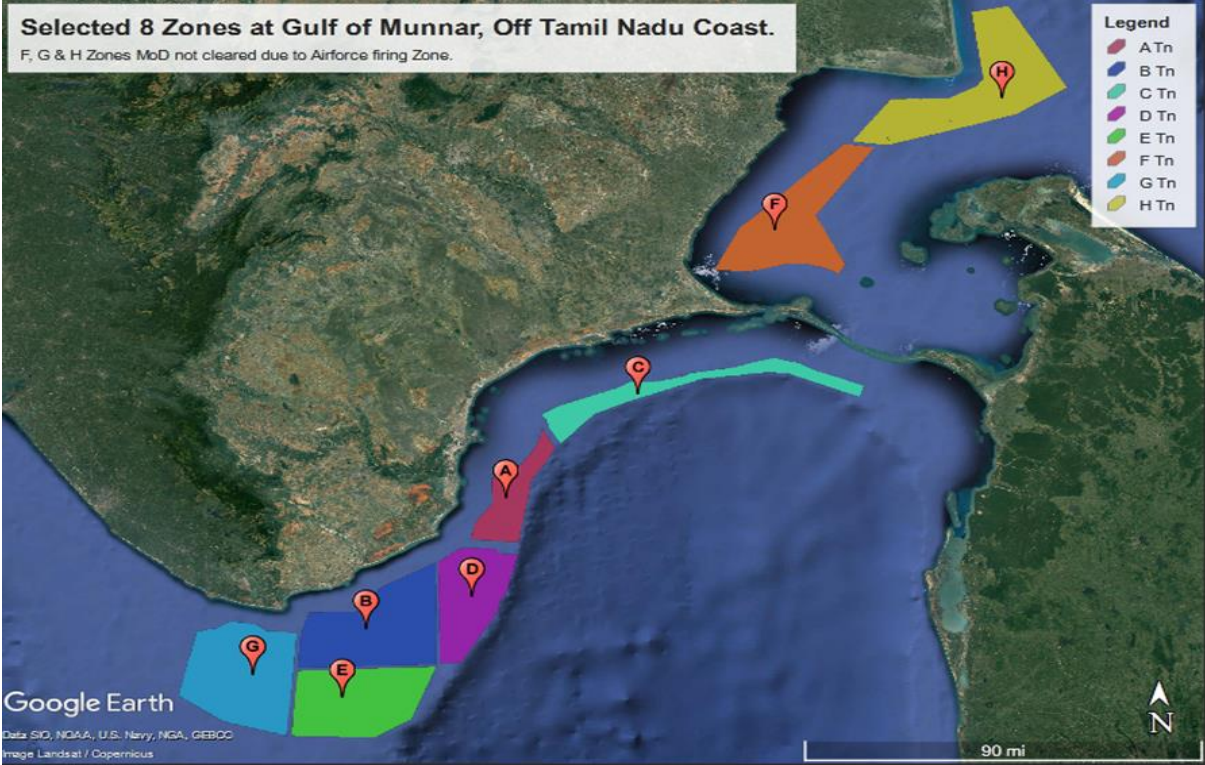 Selected 8 Zones at Gulf of Munnar, Off Tamil Nadu Coast.
F, G & H Zones MoD not cleared due to Airforce firing Zone.
Legend
A Tn
B Tn
C Tn
D Tn
E Tn
F Tn
G Tn
H Tn
H
F
C
A
D
B
G
E
Google Earth
Data SIO, NOAA, U.S. Navy, NGA, GEBCO
Image Landsat / Copernicus
N
90 mi